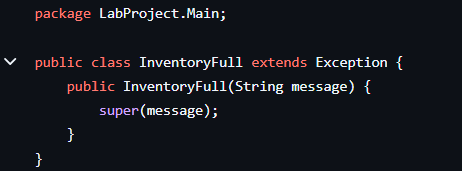 package LabProject.Main;
public class InventoryFull extends Exception {
public InventoryFull(String message) {
super(message);
}
}